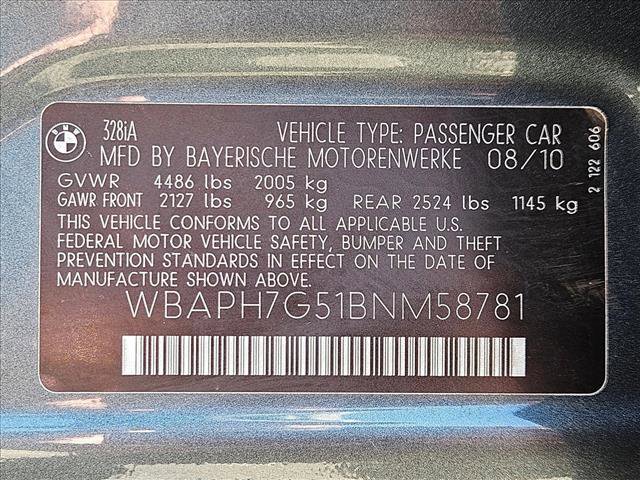 BMW
328iA VEHICLE TYPE: PASSENGER CAR
MFD BY BAYERISCHE MOTORENWERKE 08/10
GVWR 4486 lbs 2005 kg
GAWR FRONT 2127 lbs 965 kg REAR 2524 lbs 1145 kg
THIS VEHICLE CONFORMS TO ALL APPLICABLE U.S.
FEDERAL MOTOR VEHICLE SAFETY, BUMPER AND THEFT
PREVENTION STANDARDS IN EFFECT ON THE DATE OF
MANUFACTURE SHOWN ABOVE.
WBAPH7G51BNM58781
2 122 606